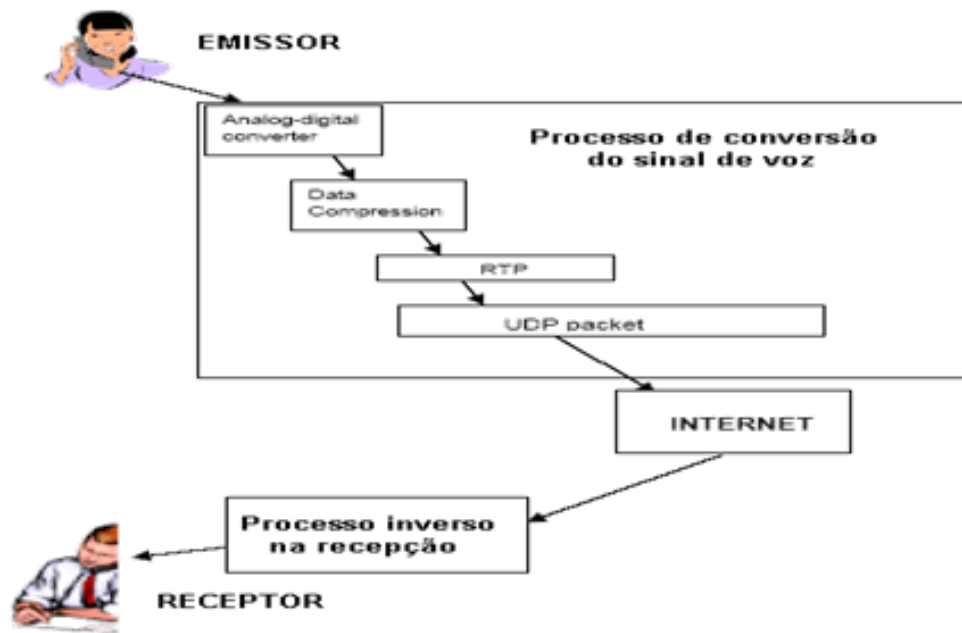 EMISSOR
Analog-digital
converter
Processo de conversão
do sinal de voz
Data
Compression
RTP
UDP packet
INTERNET
Processo inverso
na recepção
RECEPTOR